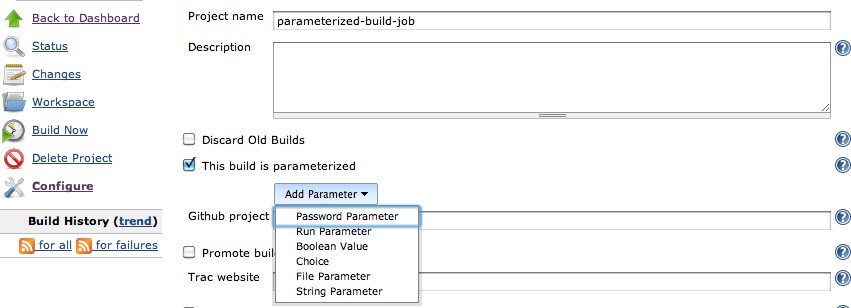 Back to Dashboard
Status
Changes
Workspace
Build Now
Delete Project
Configure
Build History (trend)
for all for failures
Project name parameterized-build-job
Description
Discard Old Builds
This build is parameterized
Add Parameter
Github project
Password Parameter
Run Parameter
Boolean Value
Promote buil
Choice
Trac website
File Parameter
String Parameter